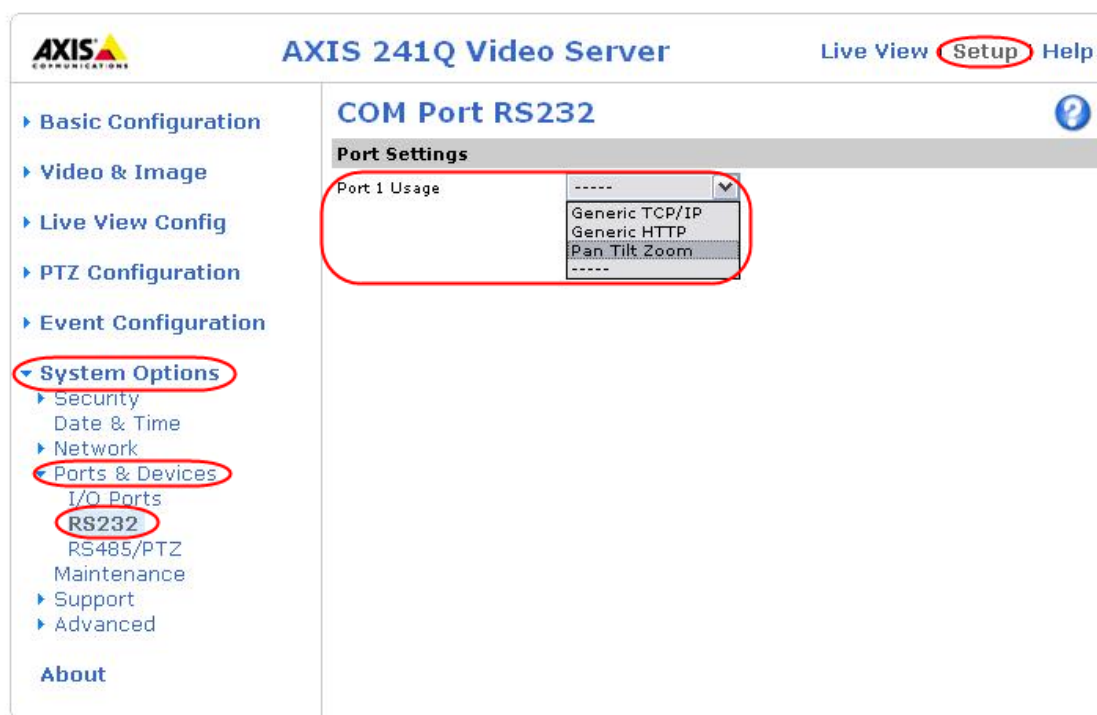 AXIS
COMMUNICATIONS
AXIS 241Q Video Server
Live View | Setup | Help
Basic Configuration
Video & Image
Live View Config
PTZ Configuration
Event Configuration
System Options
Security
Date & Time
Network
Ports & Devices
I/O Ports
RS232
RS485/PTZ
Maintenance
Support
Advanced
About
COM Port RS232
?
Port Settings
Port 1 Usage
-----
Generic TCP/IP
Generic HTTP
Pan Tilt Zoom
-----